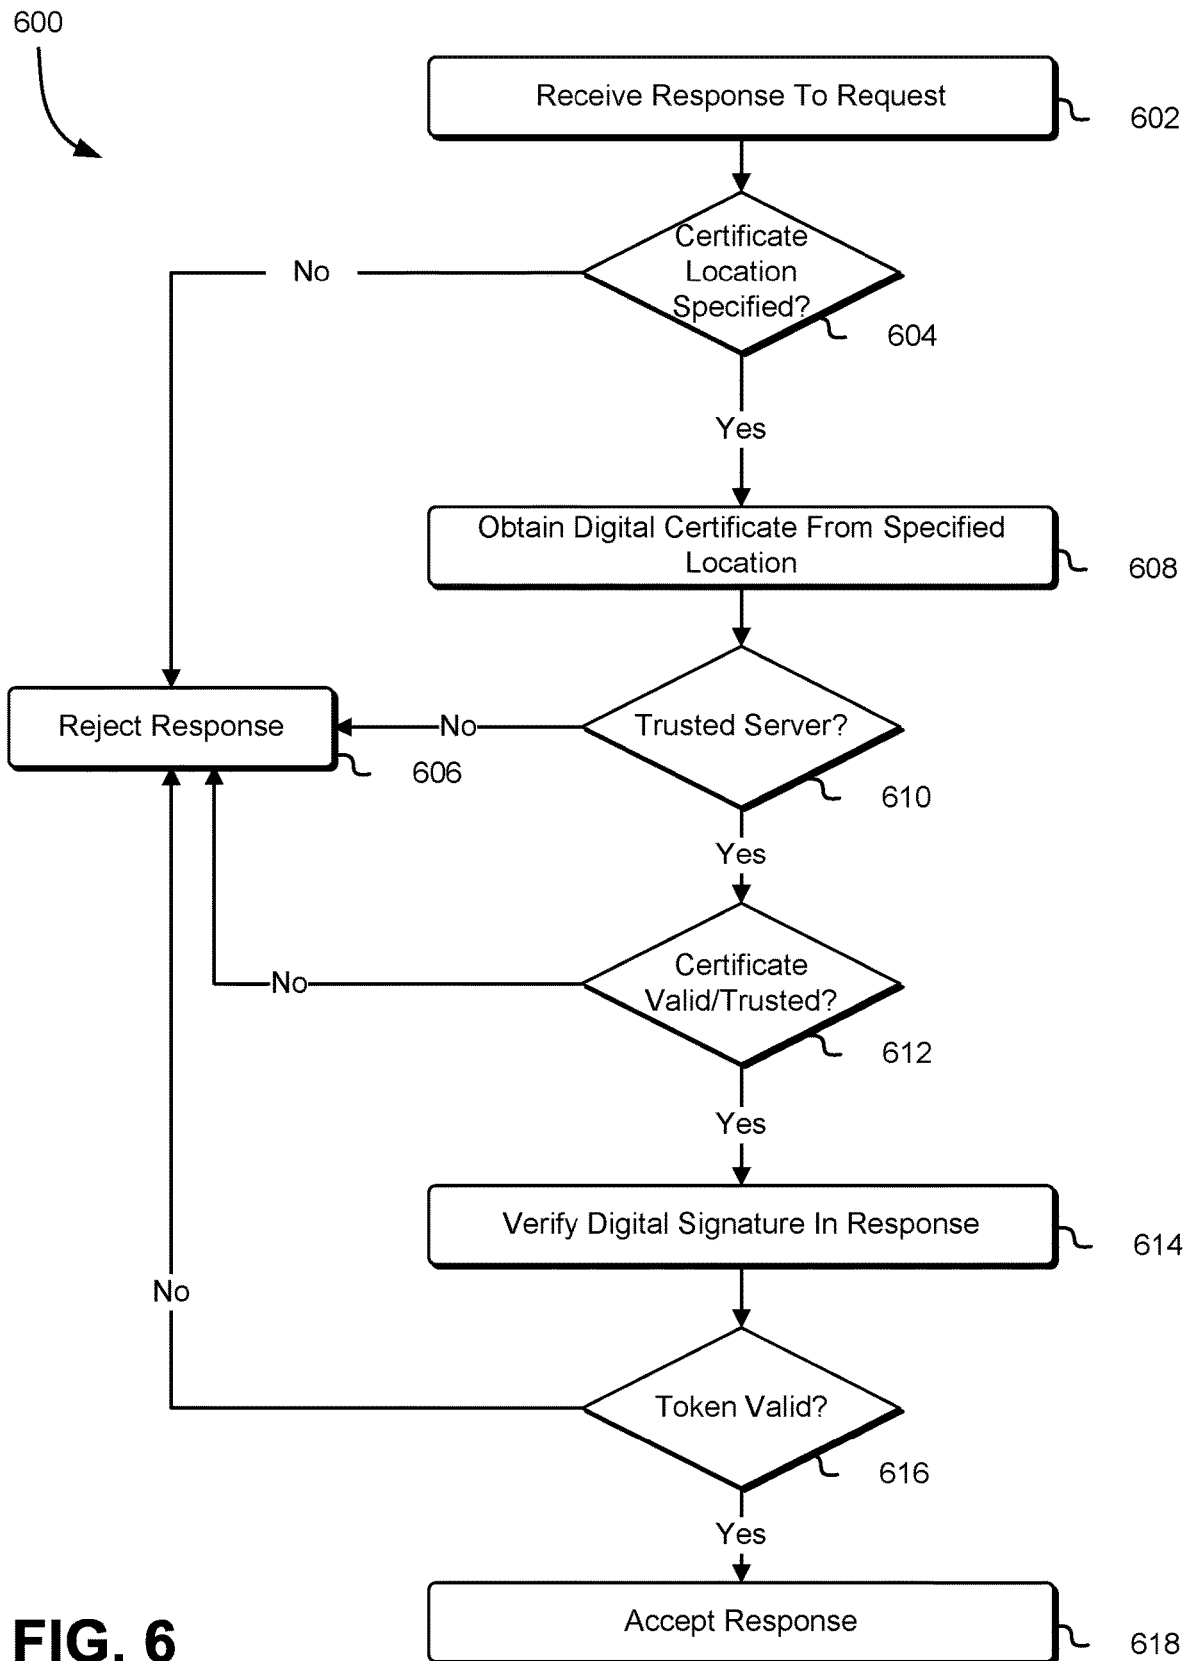 600
Receive Response To Request
602
Certificate
Location
Specified?
No
604
Yes
Obtain Digital Certificate From Specified
Location
608
Reject Response
No
Trusted Server?
606
610
Yes
Certificate
Valid/Trusted?
No
612
Yes
Verify Digital Signature In Response
614
No
Token Valid?
616
Yes
Accept Response
618
FIG. 6